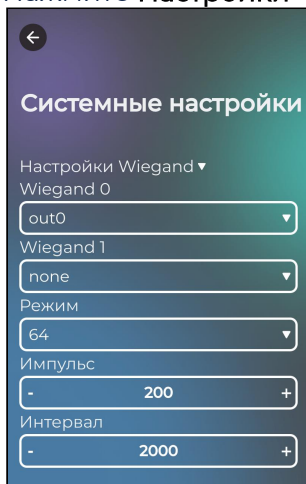 Нажмите Настройки
Системные настройки
Настройки Wiegand ▾
Wiegand 0
out0
Wiegand 1
none
Режим
64
Импульс
- 200 +
Интервал
- 2000 +